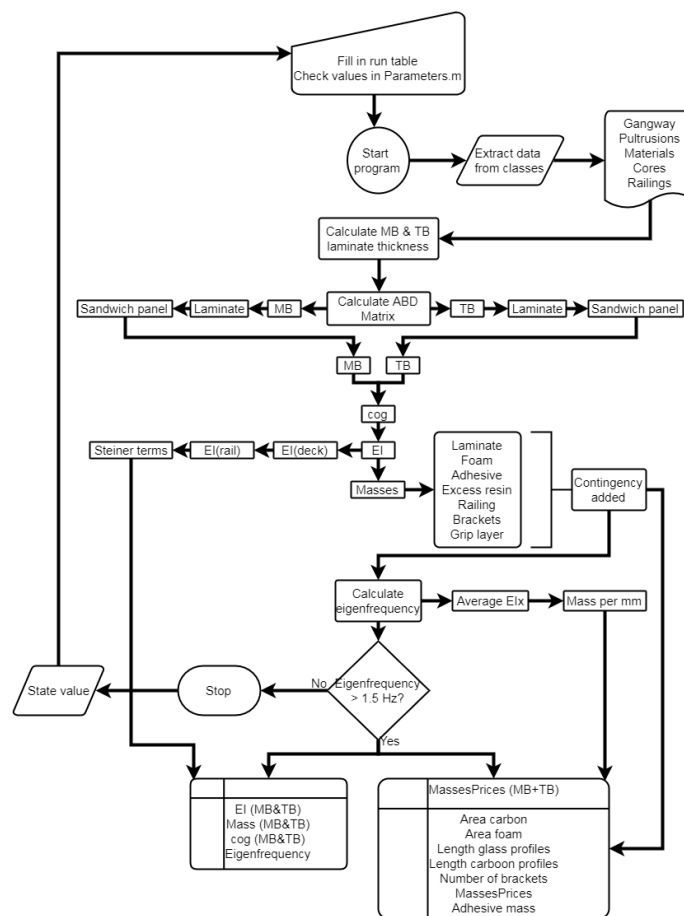 Fill in run table
Check values in Parameters.m
Start
program
Extract data
from classes
Gangway
Pultrusions
Materials
Cores
Railings
Calculate MB & TB
laminate thickness
Sandwich panel
Laminate
MB
Calculate ABD
Matrix
TB
Laminate
Sandwich panel
MB
TB
cog
Steiner terms
EI(rail)
EI(deck)
EI
Masses
Laminate
Foam
Adhesive
Excess resin
Railing
Brackets
Grip layer
Contingency
added
Calculate
eigenfrequency
Average EIx
Mass per mm
State value
Stop
No
Eigenfrequency
> 1.5 Hz?
Yes
EI (MB&TB)
Mass (MB&TB)
cog (MB&TB)
Eigenfrequency
MassesPrices (MB+TB)
Area carbon
Area foam
Length glass profiles
Length carboon profiles
Number of brackets
MassesPrices
Adhesive mass